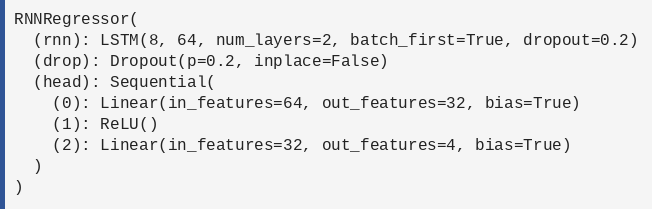 RNNRegressor(
  (rnn): LSTM(8, 64, num_layers=2, batch_first=True, dropout=0.2)
  (drop): Dropout(p=0.2, inplace=False)
  (head): Sequential(
    (0): Linear(in_features=64, out_features=32, bias=True)
    (1): ReLU()
    (2): Linear(in_features=32, out_features=4, bias=True)
  )
)